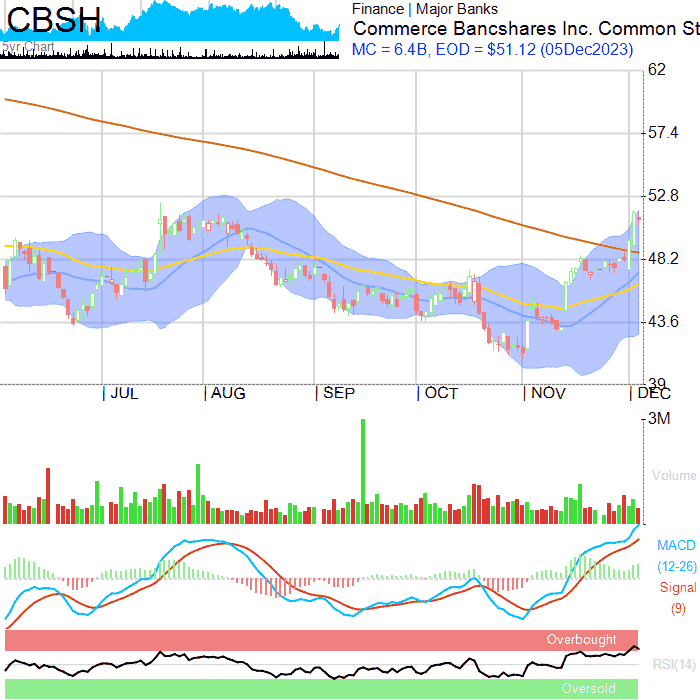 CBSH
5yr Chart
Finance | Major Banks
Commerce Bancshares Inc. Common St
MC = 6.4B, EOD = $51.12 (05Dec2023)
62
57.4
52.8
48.2
43.6
39
JUL AUG SEP OCT NOV DEC
3M
Volume
MACD
(12-26)
Signal
(9)
Overbought
RSI(14)
Oversold